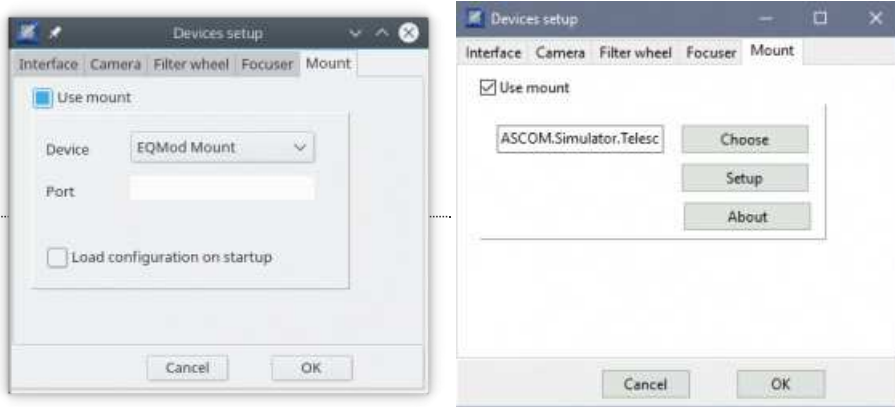 Devices setup
Interface Camera Filter wheel Focuser Mount
Use mount
Device EQMod Mount
Port
Load configuration on startup
Cancel OK
Devices setup
Interface Camera Filter wheel Focuser Mount
Use mount
ASCOM.Simulator.Telesc Choose
Setup
About
Cancel OK